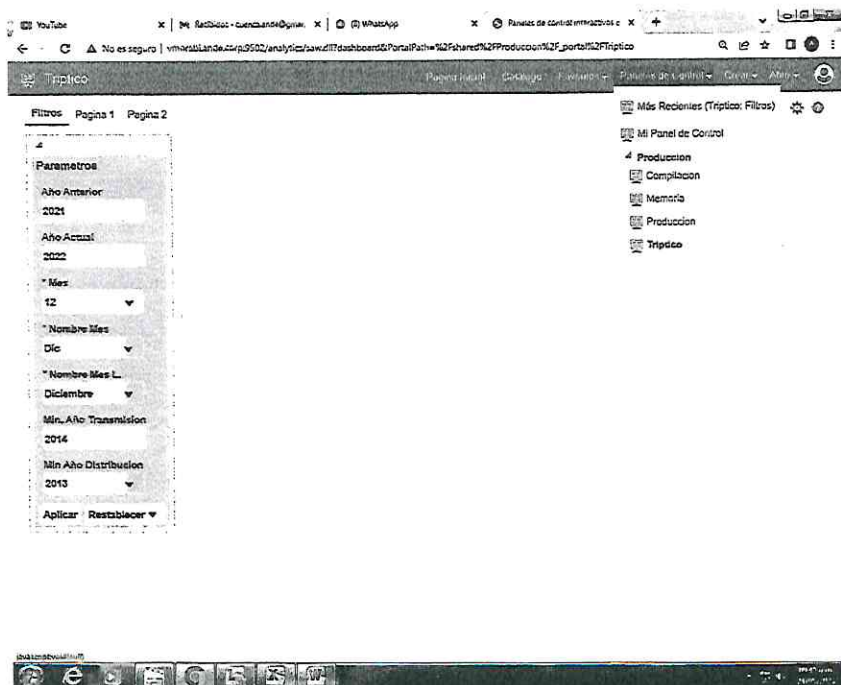 YouTube
Recibidos - cuencaande@gmai
(6) WhatsApp
Paneles de control interactivos c
No es seguro
Triptico
Pagina Inicial Catálogo Favoritos Paneles de Control Crear Abrir
Filtros Pagina 1 Pagina 2
Más Recientes (Triptico: Filtros)
Mi Panel de Control
Produccion
Compilacion
Memoria
Produccion
Triptico
Parametros
Año Anterior
2021
Año Actual
2022
* Mes
12
* Nombre Mes
Dic
* Nombre Mes L...
Diciembre
Min. Año Transmision
2014
Min Año Distribucion
2013
Aplicar Restablecer